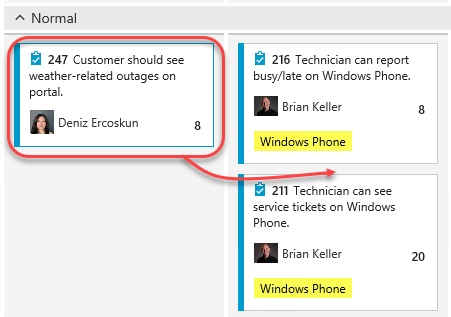 Normal
247 Customer should see
weather-related outages on
portal.
Deniz Ercoskun
8
216 Technician can report
busy/late on Windows Phone.
Brian Keller
8
Windows Phone
211 Technician can see
service tickets on Windows
Phone.
Brian Keller
20
Windows Phone